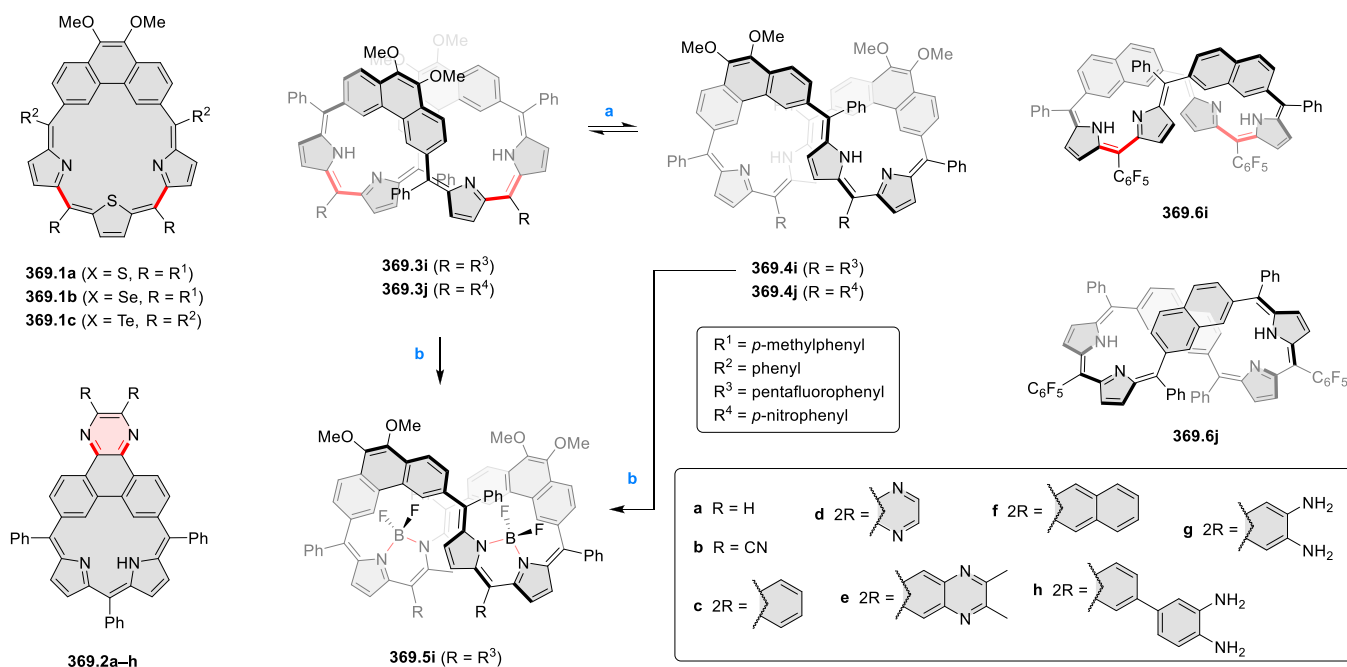 MeO OMe
R² R²
N N
S
R R
369.1a (X = S, R = R¹)
369.1b (X = Se, R = R¹)
369.1c (X = Te, R = R²)
R R
N N
Ph Ph
N HN
Ph
369.2a–h
OMe
MeO OMe
MeO OMe
Ph Ph
NH HN
N Ph Ph N
R R
369.3i (R = R³)
369.3j (R = R⁴)
a
b
MeO OMe MeO OMe
Ph
Ph HN NH Ph
N N
R R
369.4i (R = R³)
369.4j (R = R⁴)
b
R¹ = p-methylphenyl
R² = phenyl
R³ = pentafluorophenyl
R⁴ = p-nitrophenyl
MeO OMe MeO OMe
Ph
F F F F
B B
Ph N N N N Ph
R R
369.5i (R = R³)
Ph
Ph Ph
NH N N HN
C₆F₅ C₆F₅
369.6i
Ph Ph
NH HN
N N
C₆F₅ Ph Ph C₆F₅
369.6j
a R = H
b R = CN
c 2R =
d 2R =
N
N
e 2R =
N
N
f 2R =
g 2R =
NH₂
NH₂
h 2R =
NH₂
NH₂